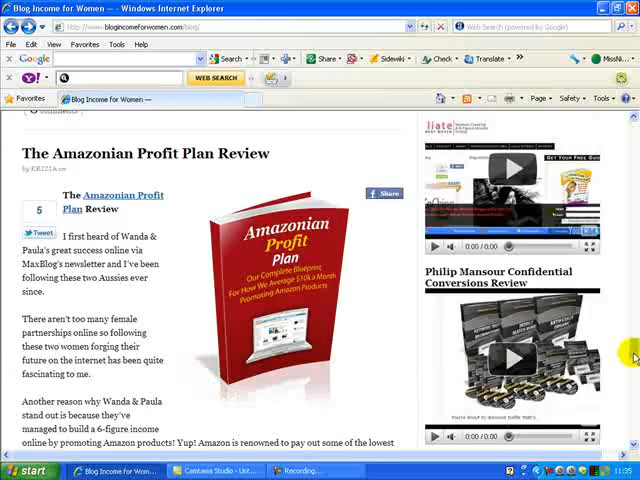 Blog Income for Women — - Windows Internet Explorer
http://www.blogincomeforwomen.com/blog/
Web Search (powered by Google)
File Edit View Favorites Tools Help
Google
Search
Share
Sidewiki
Check
Translate
Y!
WEB SEARCH
Favorites
Blog Income for Women —
Page
Safety
Tools
comments
The Amazonian Profit Plan Review
by KRIZIA on
The Amazonian Profit
Plan Review
5
Tweet
Share
I first heard of Wanda &
Paula's great success online via
MaxBlog's newsletter and I've been
following these two Aussies ever
since.
There aren't too many female
partnerships online so following
these two women forging their
future on the internet has been quite
fascinating to me.
Another reason why Wanda & Paula
stand out is because they've
managed to build a 6-figure income
online by promoting Amazon products! Yup! Amazon is renowned to pay out some of the lowest
Amazonian
Profit
Plan
Our Complete Blueprint
For How We Average $10k a Month
Promoting Amazon Products
liate
0:00 / 0:00
Philip Mansour Confidential
Conversions Review
0:00 / 0:00
start
Blog Income for Wom...
Camtasia Studio - Unt...
Recording...
11:35